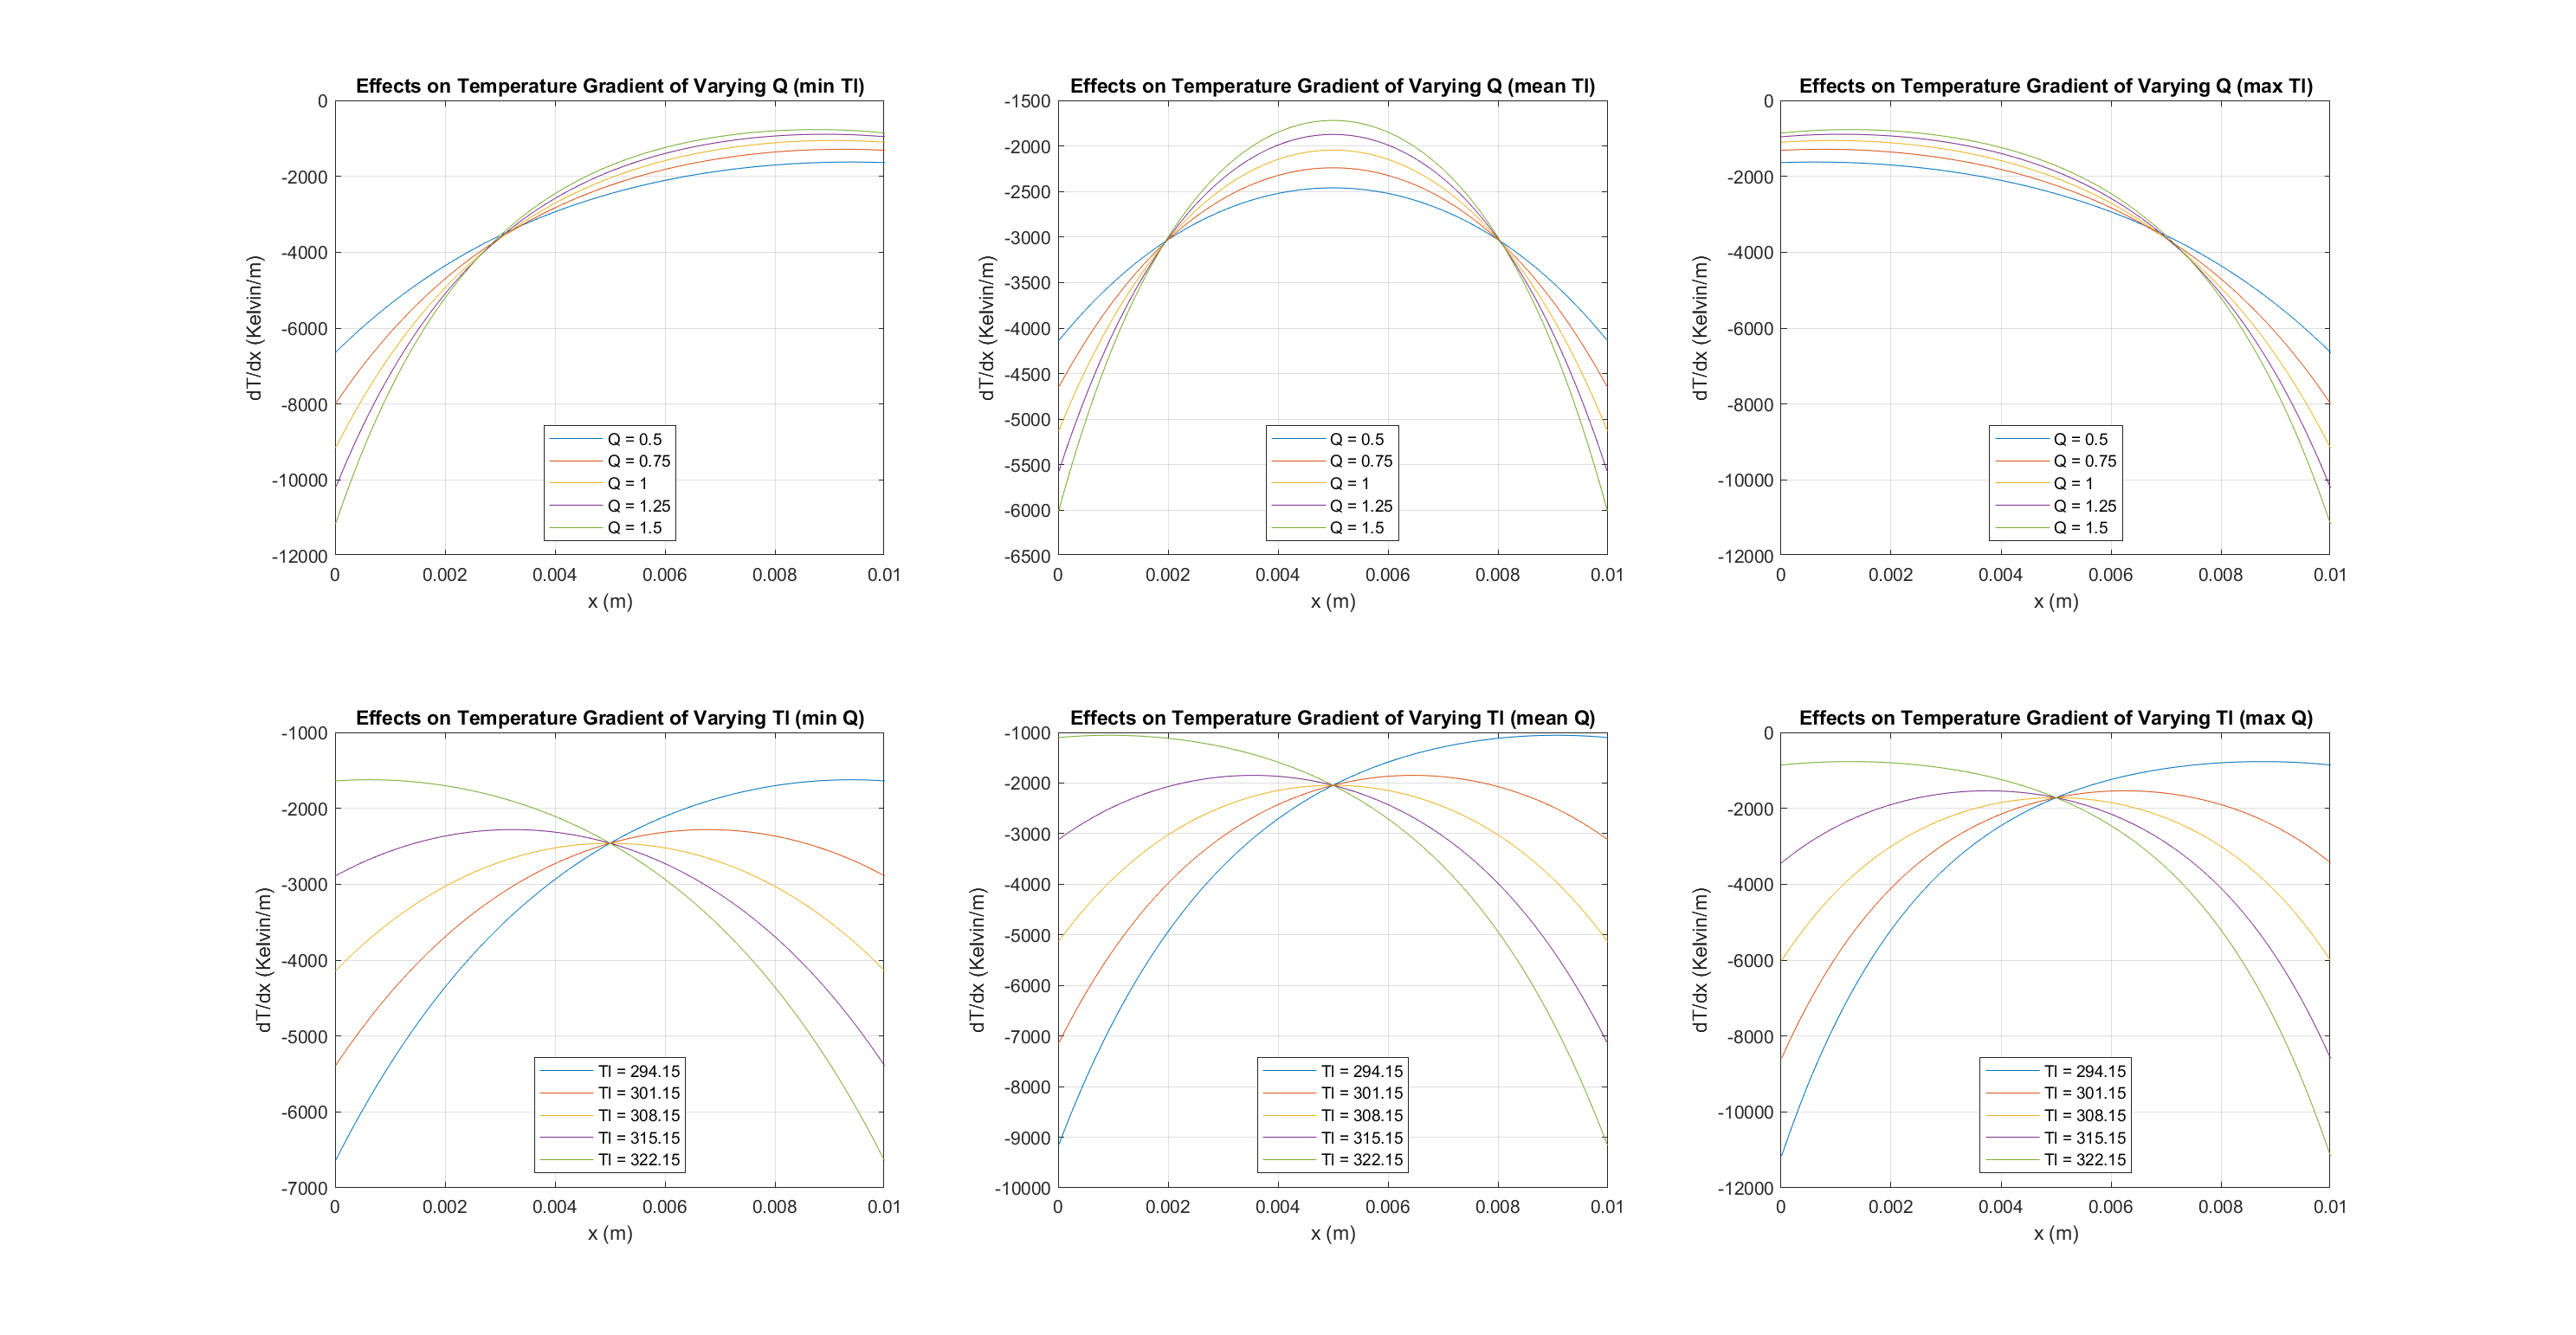 Effects on Temperature Gradient of Varying Q (min Tl)
0
-2000
-4000
-6000
-8000
-10000
-12000
dT/dx (Kelvin/m)
Q = 0.5
Q = 0.75
Q = 1
Q = 1.25
Q = 1.5
0 0.002 0.004 0.006 0.008 0.01
x (m)
Effects on Temperature Gradient of Varying Q (mean Tl)
-1500
-2000
-2500
-3000
-3500
-4000
-4500
-5000
-5500
-6000
-6500
dT/dx (Kelvin/m)
Q = 0.5
Q = 0.75
Q = 1
Q = 1.25
Q = 1.5
0 0.002 0.004 0.006 0.008 0.01
x (m)
Effects on Temperature Gradient of Varying Q (max Tl)
0
-2000
-4000
-6000
-8000
-10000
-12000
dT/dx (Kelvin/m)
Q = 0.5
Q = 0.75
Q = 1
Q = 1.25
Q = 1.5
0 0.002 0.004 0.006 0.008 0.01
x (m)
Effects on Temperature Gradient of Varying Tl (min Q)
-1000
-2000
-3000
-4000
-5000
-6000
-7000
dT/dx (Kelvin/m)
Tl = 294.15
Tl = 301.15
Tl = 308.15
Tl = 315.15
Tl = 322.15
0 0.002 0.004 0.006 0.008 0.01
x (m)
Effects on Temperature Gradient of Varying Tl (mean Q)
-1000
-2000
-3000
-4000
-5000
-6000
-7000
-8000
-9000
-10000
dT/dx (Kelvin/m)
Tl = 294.15
Tl = 301.15
Tl = 308.15
Tl = 315.15
Tl = 322.15
0 0.002 0.004 0.006 0.008 0.01
x (m)
Effects on Temperature Gradient of Varying Tl (max Q)
0
-2000
-4000
-6000
-8000
-10000
-12000
dT/dx (Kelvin/m)
Tl = 294.15
Tl = 301.15
Tl = 308.15
Tl = 315.15
Tl = 322.15
0 0.002 0.004 0.006 0.008 0.01
x (m)